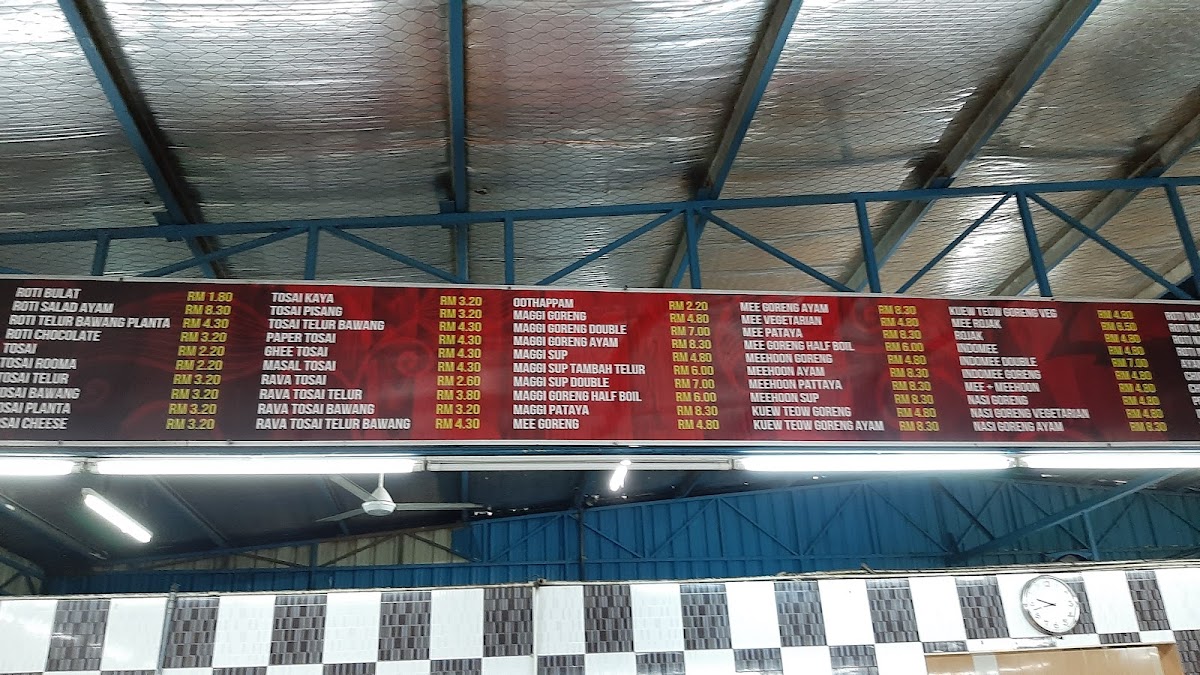 ROTI BULAT RM 1.80
ROTI SALAD AYAM RM 8.30
ROTI TELUR BAWANG PLANTA RM 4.30
ROTI CHOCOLATE RM 3.20
TOSAI RM 2.20
TOSAI ROOMA RM 2.20
TOSAI TELUR RM 3.20
OSAI BAWANG RM 3.20
OSAI PLANTA RM 3.20
SAI CHEESE RM 3.20
TOSAI KAYA RM 3.20
TOSAI PISANG RM 3.20
TOSAI TELUR BAWANG RM 4.30
PAPER TOSAI RM 4.30
GHEE TOSAI RM 4.30
MASAL TOSAI RM 4.30
RAVA TOSAI RM 2.60
RAVA TOSAI TELUR RM 3.80
RAVA TOSAI BAWANG RM 3.20
RAVA TOSAI TELUR BAWANG RM 4.30
OOTHAPPAM RM 2.20
MAGGI GORENG RM 4.80
MAGGI GORENG DOUBLE RM 7.00
MAGGI GORENG AYAM RM 8.30
MAGGI SUP RM 4.80
MAGGI SUP TAMBAH TELUR RM 6.00
MAGGI SUP DOUBLE RM 7.00
MAGGI GORENG HALF BOIL RM 6.00
MAGGI PATAYA RM 8.30
MEE GORENG RM 4.80
MEE GORENG AYAM RM 8.30
MEE VEGETARIAN RM 4.80
MEE PATAYA RM 8.30
MEE GORENG HALF BOIL RM 6.00
MEEHOON GORENG RM 4.80
MEEHOON AYAM RM 8.30
MEEHOON PATTAYA RM 8.30
MEEHOON SUP RM 8.30
KUEW TEOW GORENG RM 4.80
KUEW TEOW GORENG AYAM RM 8.30
KUEW TEOW GORENG VEG RM 4.80
MEE ROJAK RM 6.50
ROJAK RM 4.80
INDOMEE RM 4.80
INDOMEE DOUBLE RM 7.00
INDOMEE GORENG RM 4.80
MEE + MEEHOON RM 4.80
NASI GORENG RM 4.80
NASI GORENG VEGETARIAN RM 4.80
NASI GORENG AYAM RM 8.30